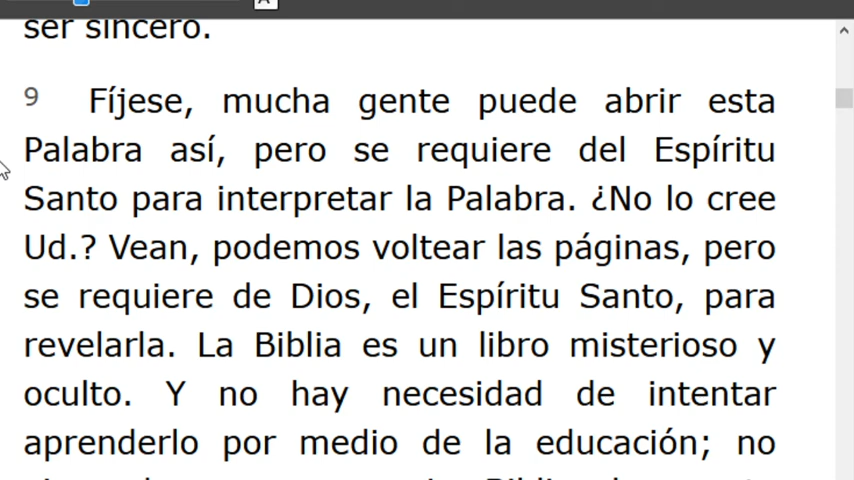 ser sincero.
9 Fíjese, mucha gente puede abrir esta
Palabra así, pero se requiere del Espíritu
Santo para interpretar la Palabra. ¿No lo cree
Ud.? Vean, podemos voltear las páginas, pero
se requiere de Dios, el Espíritu Santo, para
revelarla. La Biblia es un libro misterioso y
oculto. Y no hay necesidad de intentar
aprenderlo por medio de la educación; no